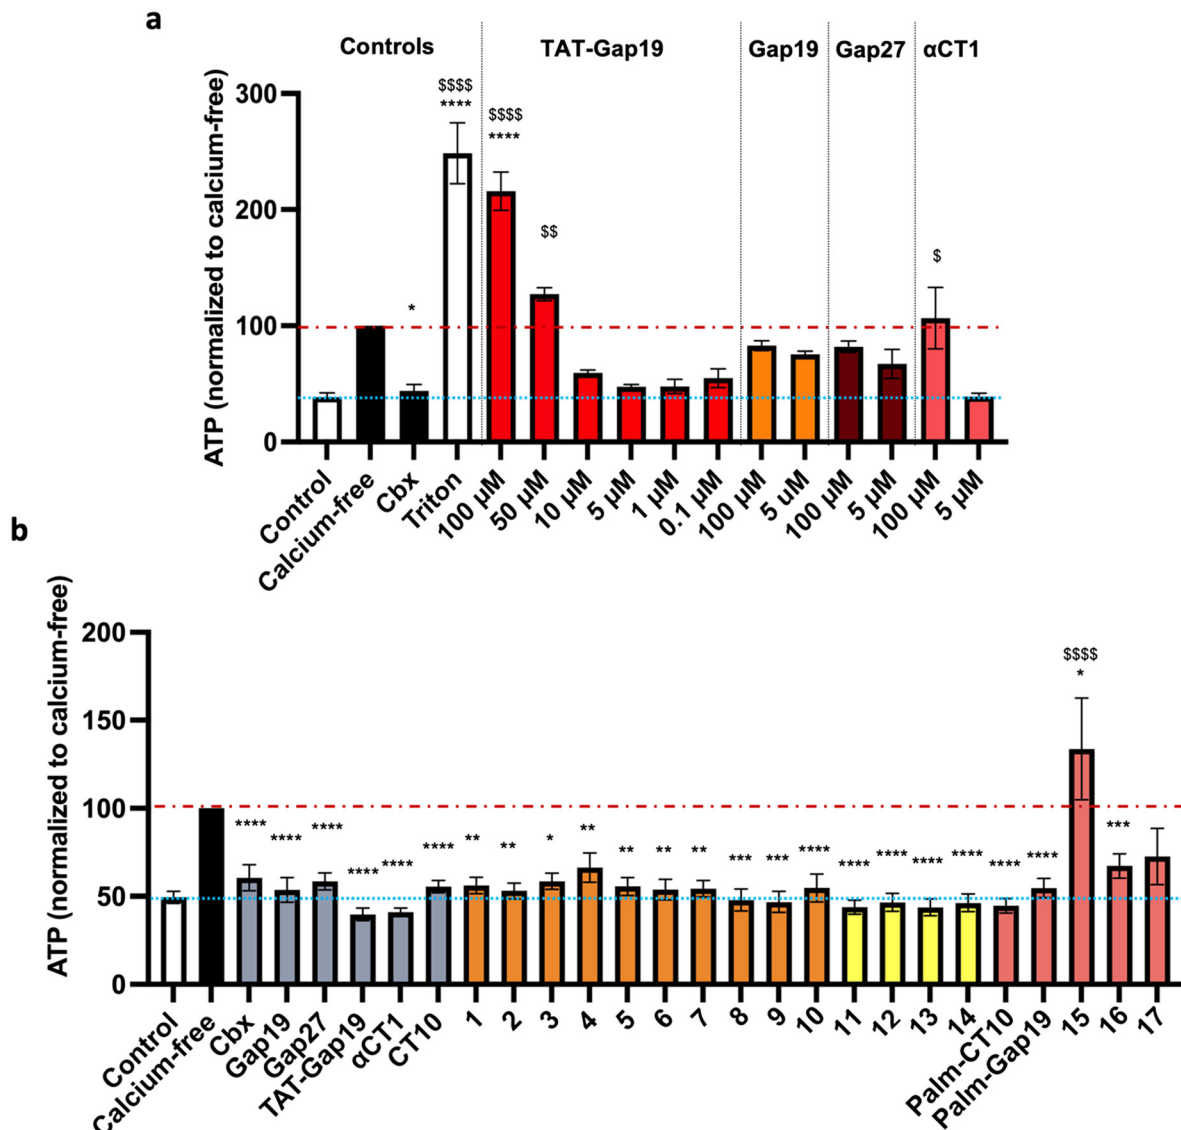 a
Controls TAT-Gap19 Gap19 Gap27 αCT1
ATP (normalized to calcium-free)
300
200
100
0
$$$$
****
$$$$
****
*
$$
$
Control Calcium-free Cbx Triton 100 µM 50 µM 10 µM 5 µM 1 µM 0.1 µM 100 µM 5 uM 100 µM 5 µM 100 µM 5 µM
b
ATP (normalized to calcium-free)
200
150
100
50
0
$$$$
*
**** **** **** **** **** **** ** ** * ** ** ** ** *** *** **** **** **** **** **** **** **** ***
Control Calcium-free Cbx Gap19 Gap27 TAT-Gap19 αCT1 CT10 1 2 3 4 5 6 7 8 9 10 11 12 13 14 Palm-CT10 Palm-Gap19 15 16 17